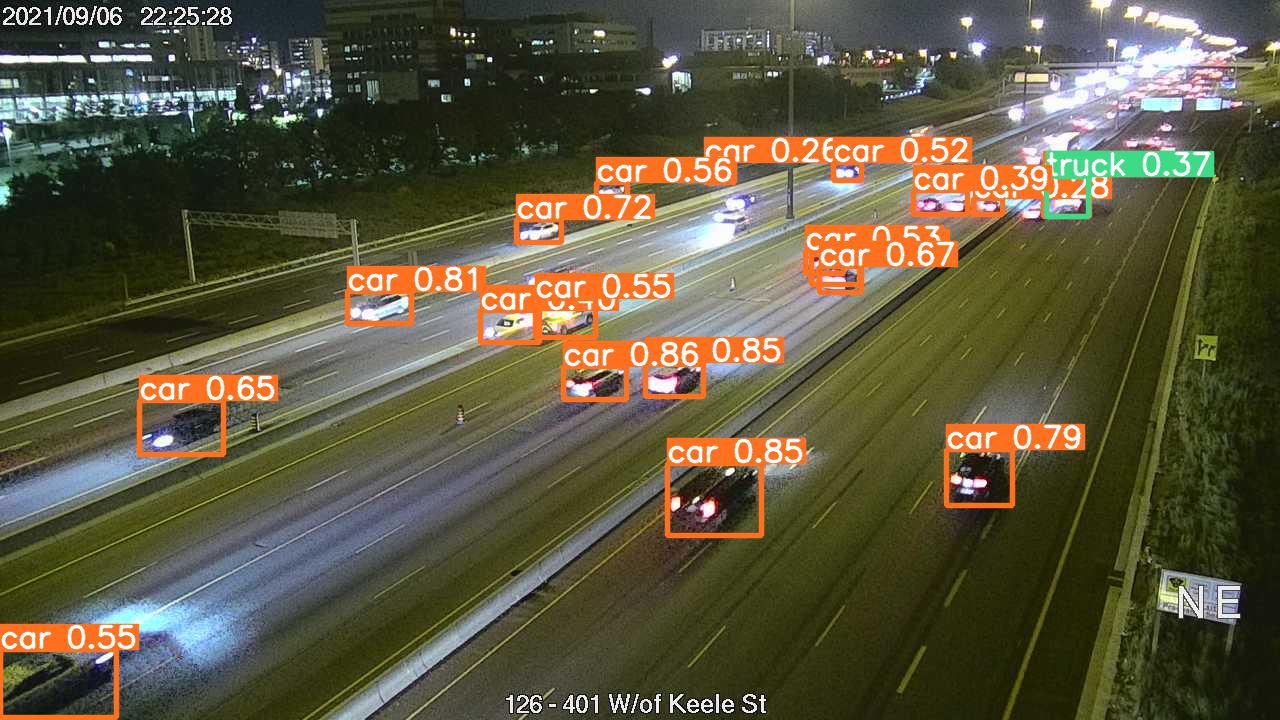 2021/09/06 22:25:28
car 0.26
car 0.52
car 0.56
truck 0.37
car 0.39
0.28
car 0.72
car 0.53
car 0.67
car 0.81
car 0.55
car
car 0.86
0.85
car 0.65
car 0.85
car 0.79
NE
car 0.55
126 - 401 W/of Keele St